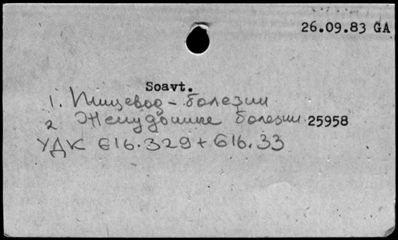 26.09.83 GA
Soavt.
1. Пищевод - болезни
2 Желудочные болезни 25958
УДК 616.329 + 616.33